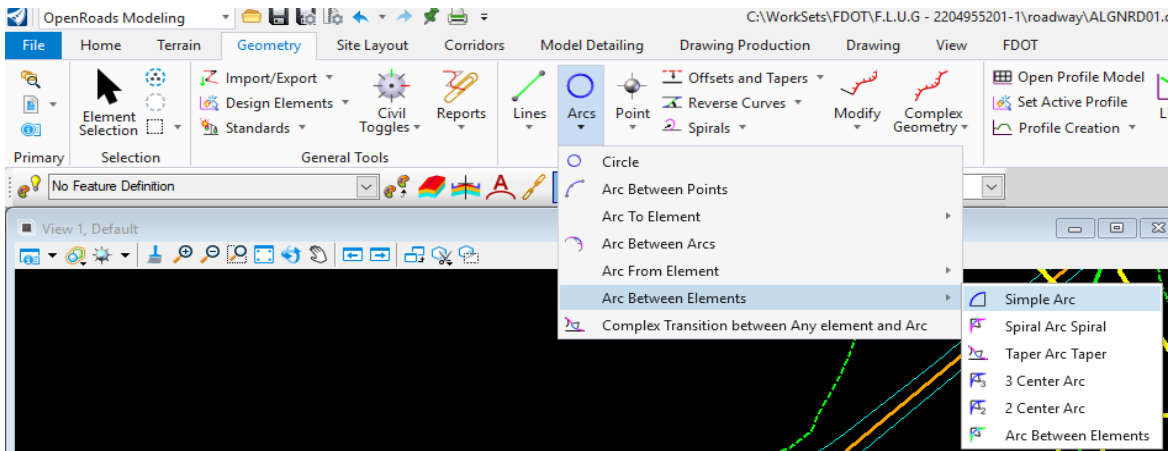 OpenRoads Modeling
C:\WorkSets\FDOT\F.L.U.G - 2204955201-1\roadway\ALGNRD01.
File Home Terrain Geometry Site Layout Corridors Model Detailing Drawing Production Drawing View FDOT
Import/Export
Design Elements
Standards
Element
Selection
Civil
Toggles
Reports
Lines
Arcs
Point
Offsets and Tapers
Reverse Curves
Spirals
Modify
Complex
Geometry
Open Profile Model
Set Active Profile
Profile Creation
Primary Selection General Tools
No Feature Definition
View 1, Default
Circle
Arc Between Points
Arc To Element
Arc Between Arcs
Arc From Element
Arc Between Elements
Complex Transition between Any element and Arc
Simple Arc
Spiral Arc Spiral
Taper Arc Taper
3 Center Arc
2 Center Arc
Arc Between Elements